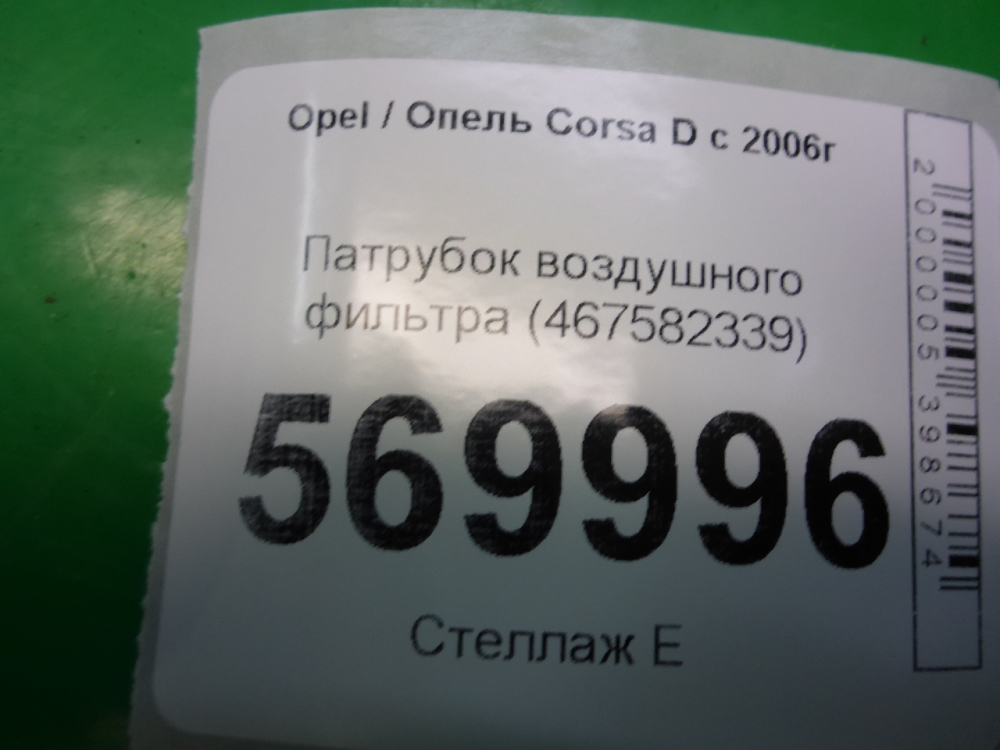 Opel / Опель Corsa D с 2006г
Патрубок воздушного
фильтра (467582339)
569996
Стеллаж Е
2000005398674